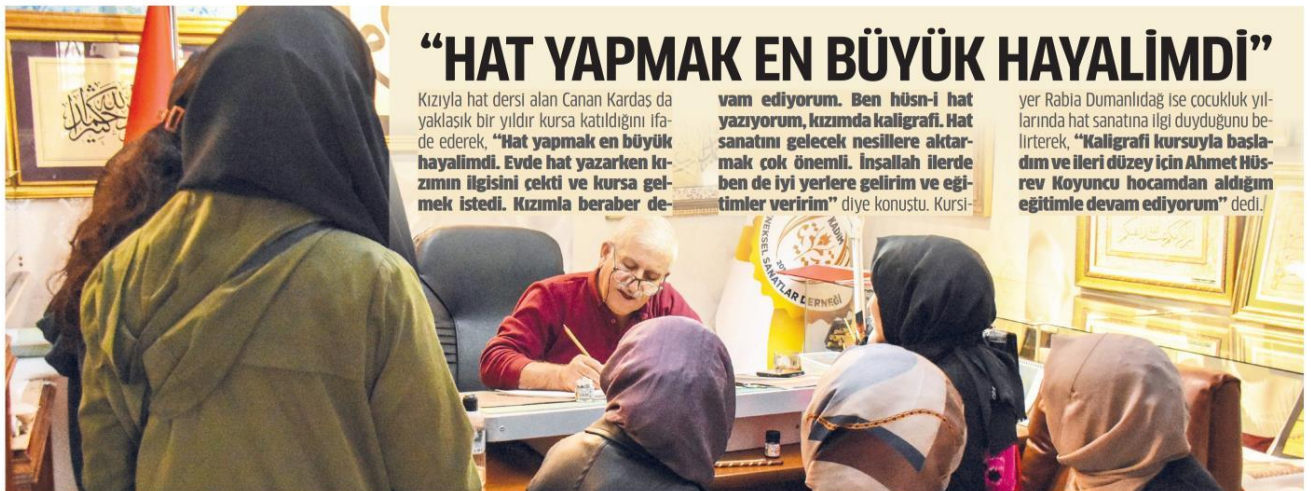 “HAT YAPMAK EN BÜYÜK HAYALİMDİ”
Kızıyla hat dersi alan Canan Kardaş da
yaklaşık bir yıldır kursa katıldığını ifa-
de ederek, “Hat yapmak en büyük
hayalimdi. Evde hat yazarken kı-
zımın ilgisini çekti ve kursa gel-
mek istedi. Kızımla beraber de-
vam ediyorum. Ben hüsn-i hat
yazıyorum, kızımda kaligrafi. Hat
sanatını gelecek nesillere aktar-
mak çok önemli. İnşallah ilerde
ben de iyi yerlere gelirim ve eği-
timler veririm” diye konuştu. Kursi-
yer Rabia Dumanlıdağ ise çocukluk yıl-
larında hat sanatına ilgi duyduğunu be-
lirterek, “Kaligrafi kursuyla başla-
dım ve ileri düzey için Ahmet Hüs-
rev Koyuncu hocamdan aldığım
eğitimle devam ediyorum” dedi.
KADİM
SANATLAR DERNEĞİ